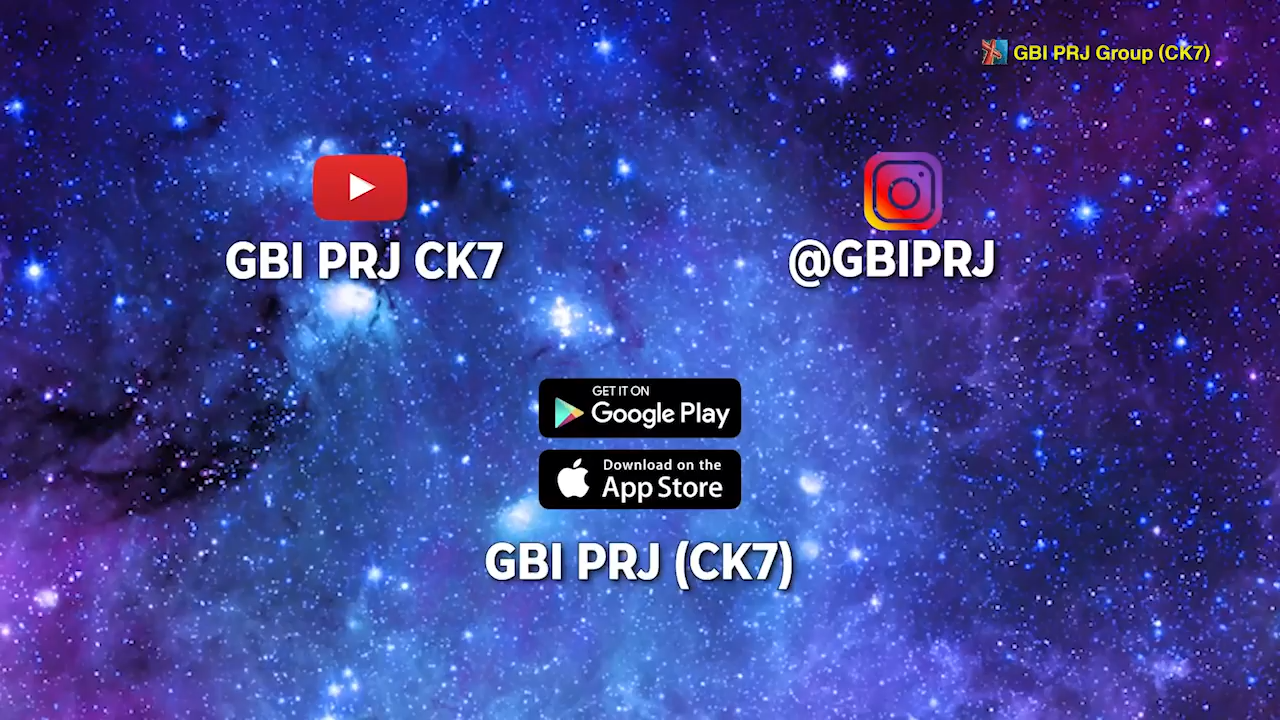 GBI PRJ Group (CK7)
GBI PRJ CK7
@GBIPRJ
GET IT ON
Google Play
Download on the
App Store
GBI PRJ (CK7)